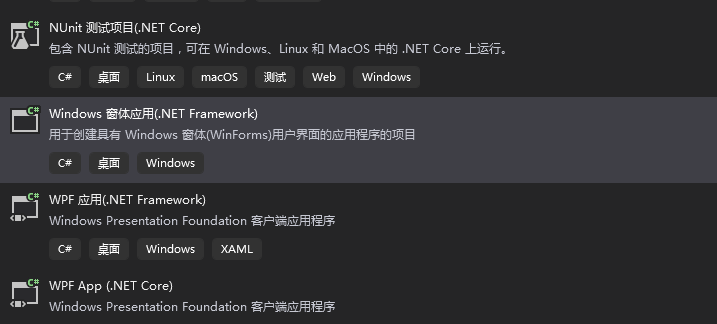 NUnit 测试项目(.NET Core)
包含 NUnit 测试的项目，可在 Windows、Linux 和 MacOS 中的 .NET Core 上运行。
C# 桌面 Linux macOS 测试 Web Windows
Windows 窗体应用(.NET Framework)
用于创建具有 Windows 窗体(WinForms)用户界面的应用程序的项目
C# 桌面 Windows
WPF 应用(.NET Framework)
Windows Presentation Foundation 客户端应用程序
C# 桌面 Windows XAML
WPF App (.NET Core)
Windows Presentation Foundation 客户端应用程序